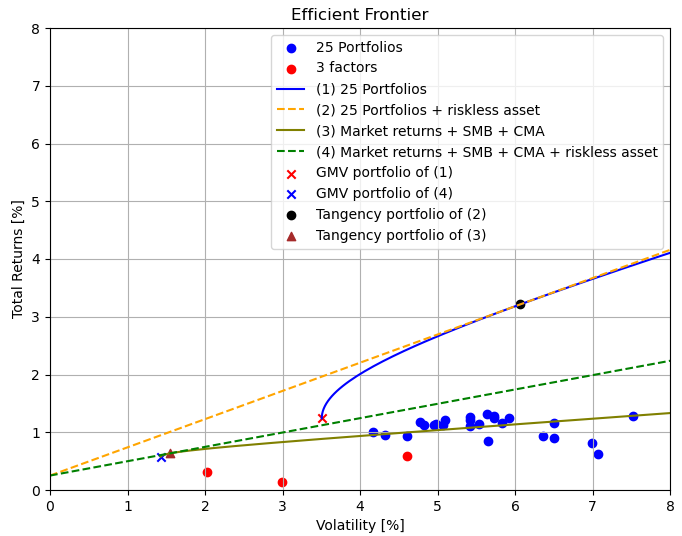 Efficient Frontier
Total Returns [%]
8
7
6
5
4
3
2
1
0
25 Portfolios
3 factors
(1) 25 Portfolios
(2) 25 Portfolios + riskless asset
(3) Market returns + SMB + CMA
(4) Market returns + SMB + CMA + riskless asset
GMV portfolio of (1)
GMV portfolio of (4)
Tangency portfolio of (2)
Tangency portfolio of (3)
0 1 2 3 4 5 6 7 8
Volatility [%]